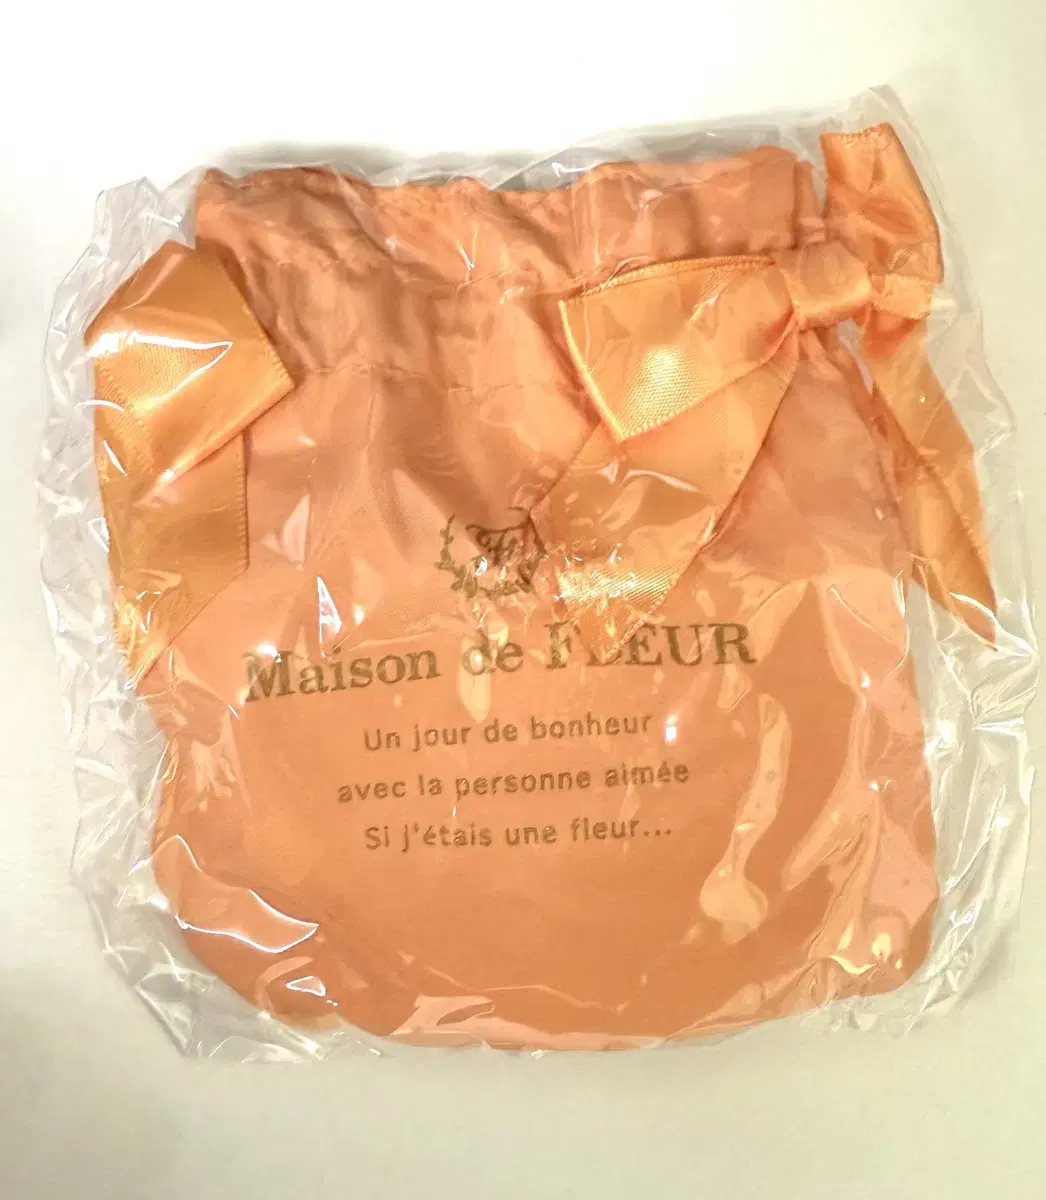 Maison de FLEUR
Un jour de bonheur
avec la personne aimée
Si j'étais une fleur...